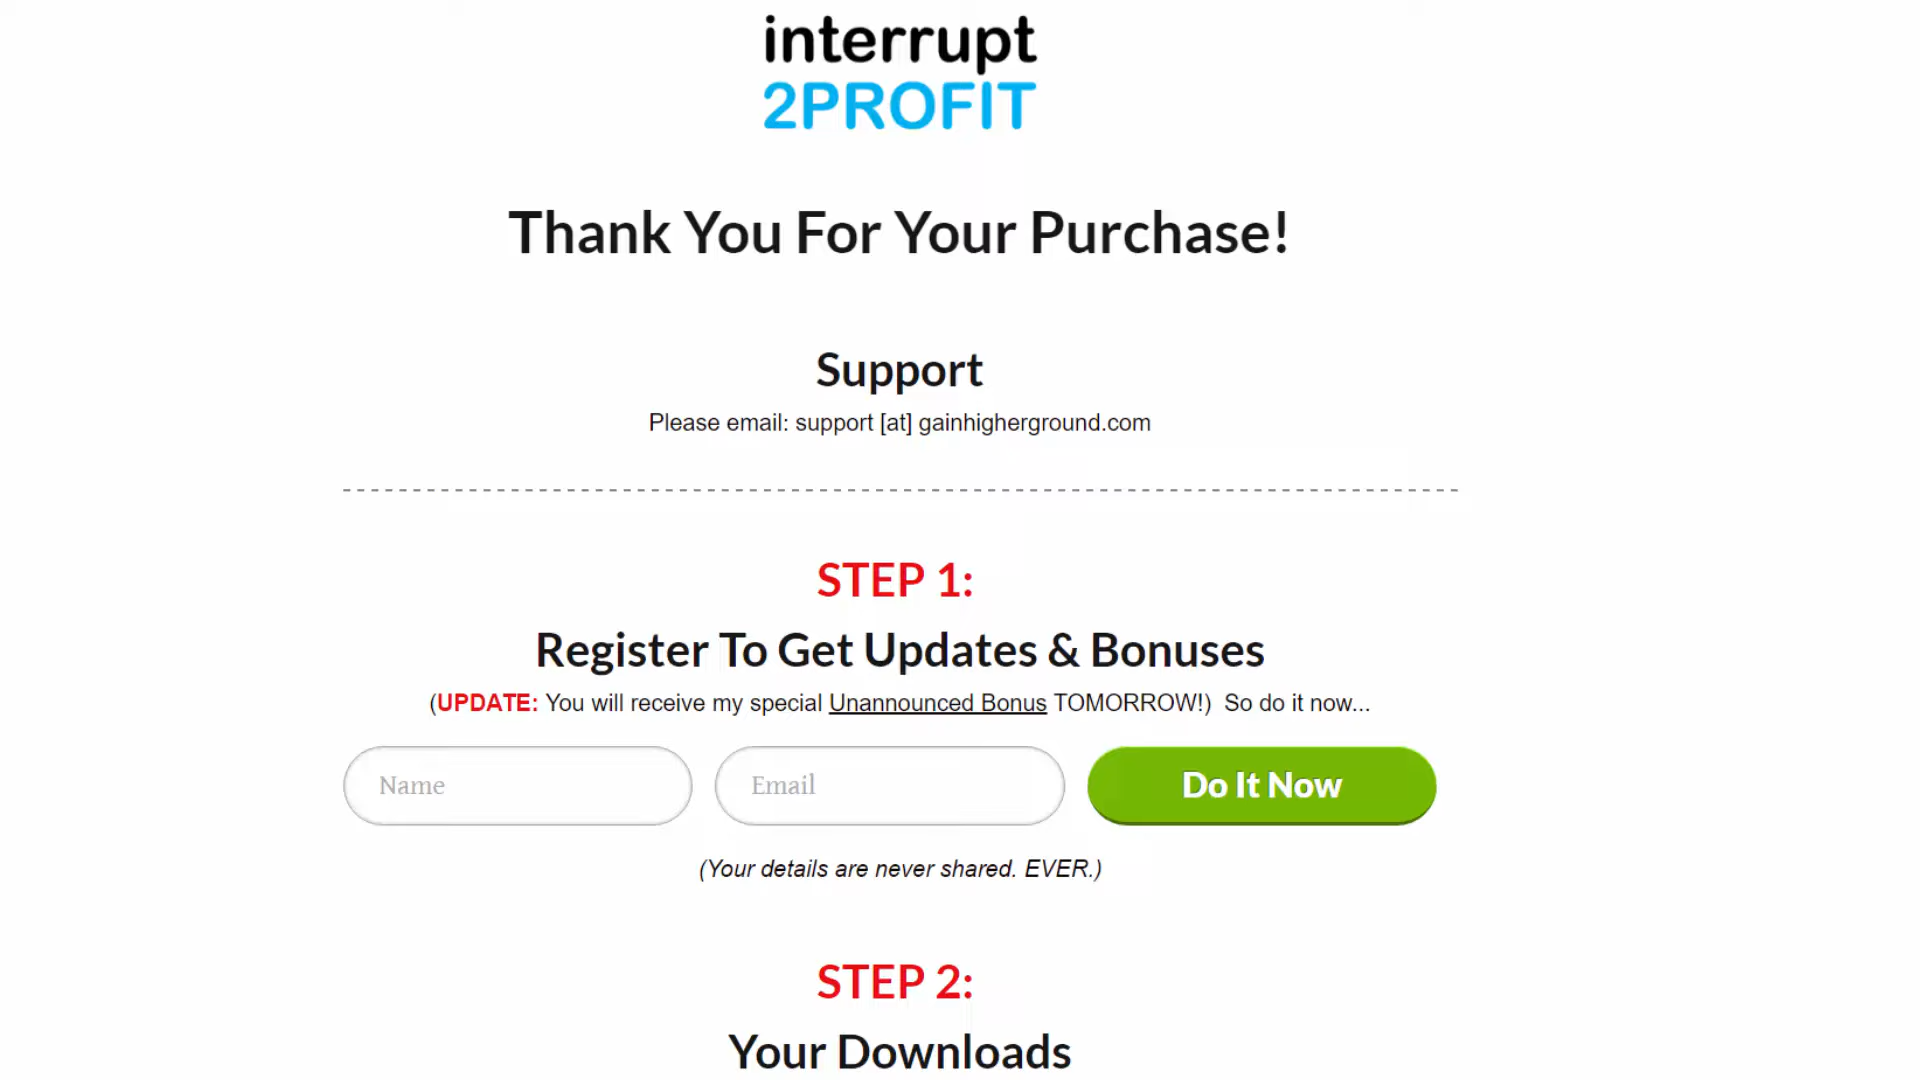 interrupt
2PROFIT
Thank You For Your Purchase!
Support
Please email: support [at] gainhigherground.com
STEP 1:
Register To Get Updates & Bonuses
(UPDATE: You will receive my special Unannounced Bonus TOMORROW!)  So do it now...
Name
Email
Do It Now
(Your details are never shared. EVER.)
STEP 2:
Your Downloads